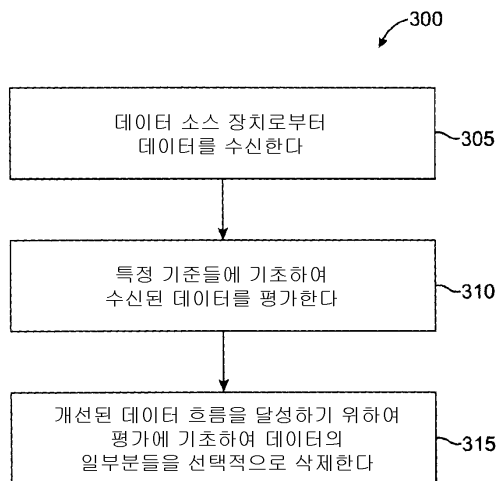 300
데이터 소스 장치로부터
데이터를 수신한다
305
특정 기준들에 기초하여
수신된 데이터를 평가한다
310
개선된 데이터 흐름을 달성하기 위하여
평가에 기초하여 데이터의
일부분들을 선택적으로 삭제한다
315